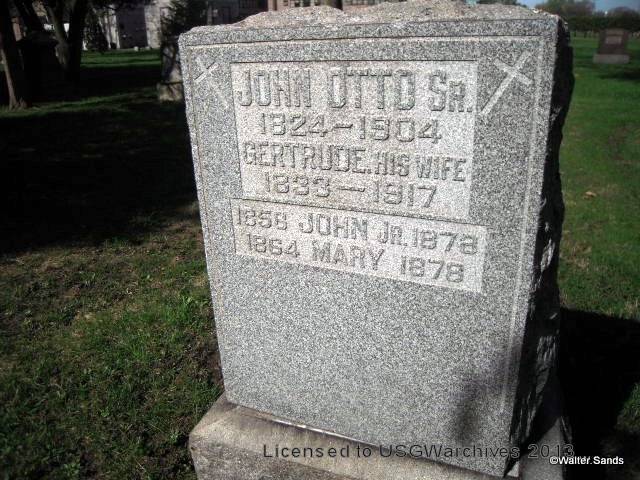 JOHN OTTO SR.
1824-1904
GERTRUDE. HIS WIFE
1833-1917
1856 JOHN JR. 1878
1864 MARY 1878
Licensed to USGWarchives 2013
©Walter.Sands